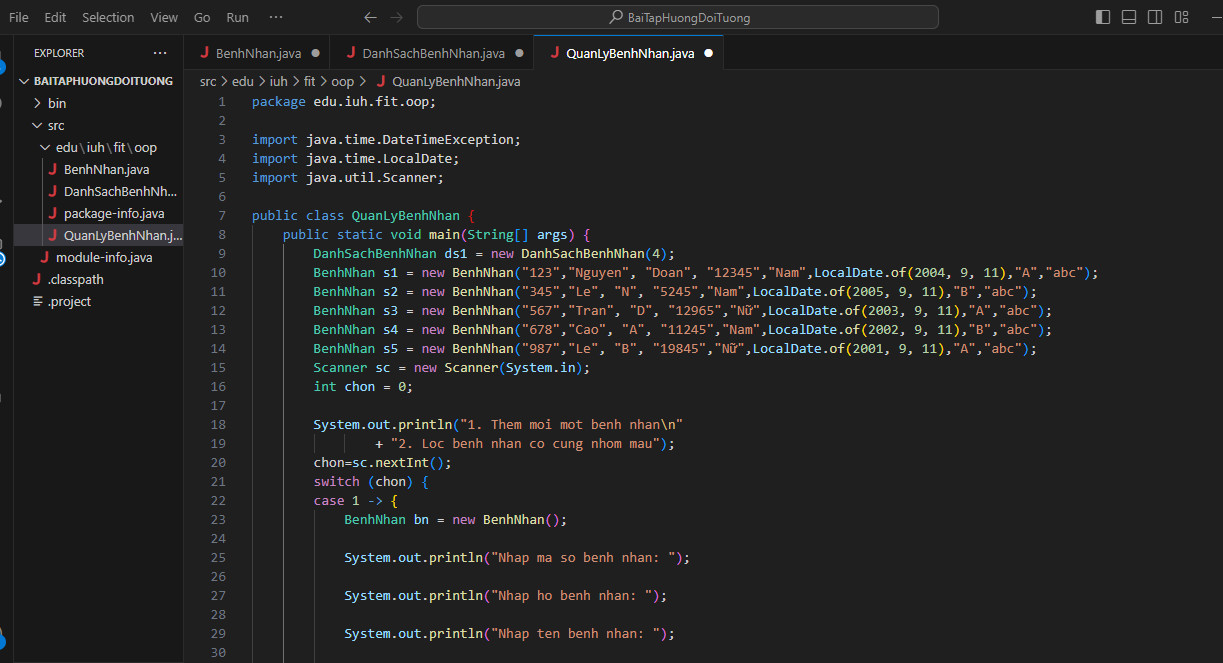 File Edit Selection View Go Run ··· ← → BaiTapHuongDoiTuong
EXPLORER ···
BAITAPHUONGDOITUONG
bin
src
edu\iuh\fit\oop
BenhNhan.java
DanhSachBenhNh...
package-info.java
QuanLyBenhNhan.j...
module-info.java
.classpath
.project
BenhNhan.java ● DanhSachBenhNhan.java ● QuanLyBenhNhan.java ●
src > edu > iuh > fit > oop > QuanLyBenhNhan.java
1 package edu.iuh.fit.oop;
2
3 import java.time.DateTimeException;
4 import java.time.LocalDate;
5 import java.util.Scanner;
6
7 public class QuanLyBenhNhan {
8 public static void main(String[] args) {
9 DanhSachBenhNhan ds1 = new DanhSachBenhNhan(4);
10 BenhNhan s1 = new BenhNhan("123","Nguyen", "Doan", "12345","Nam",LocalDate.of(2004, 9, 11),"A","abc");
11 BenhNhan s2 = new BenhNhan("345","Le", "N", "5245","Nam",LocalDate.of(2005, 9, 11),"B","abc");
12 BenhNhan s3 = new BenhNhan("567","Tran", "D", "12965","Nữ",LocalDate.of(2003, 9, 11),"A","abc");
13 BenhNhan s4 = new BenhNhan("678","Cao", "A", "11245","Nam",LocalDate.of(2002, 9, 11),"B","abc");
14 BenhNhan s5 = new BenhNhan("987","Le", "B", "19845","Nữ",LocalDate.of(2001, 9, 11),"A","abc");
15 Scanner sc = new Scanner(System.in);
16 int chon = 0;
17
18 System.out.println("1. Them moi mot benh nhan\n"
19 + "2. Loc benh nhan co cung nhom mau");
20 chon=sc.nextInt();
21 switch (chon) {
22 case 1 -> {
23 BenhNhan bn = new BenhNhan();
24
25 System.out.println("Nhap ma so benh nhan: ");
26
27 System.out.println("Nhap ho benh nhan: ");
28
29 System.out.println("Nhap ten benh nhan: ");
30